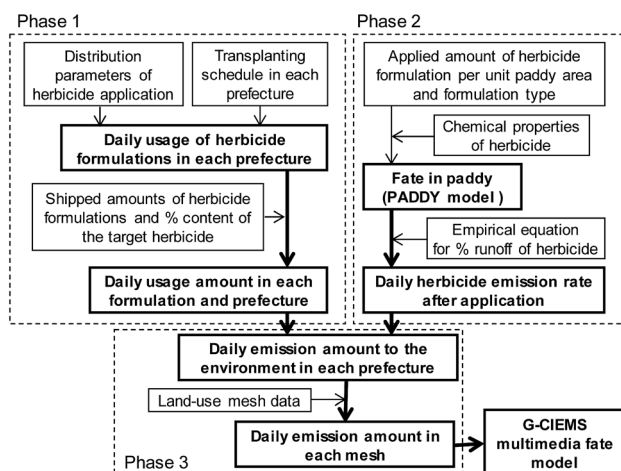 Phase 1
Distribution
parameters of
herbicide application
Transplanting
schedule in each
prefecture
Daily usage of herbicide
formulations in each prefecture
Shipped amounts of herbicide
formulations and % content of
the target herbicide
Daily usage amount in each
formulation and prefecture
Phase 2
Applied amount of herbicide
formulation per unit paddy area
and formulation type
Chemical properties
of herbicide
Fate in paddy
(PADDY model )
Empirical equation
for % runoff of herbicide
Daily herbicide emission rate
after application
Daily emission amount to the
environment in each prefecture
Land-use mesh data
Daily emission amount in
each mesh
Phase 3
G-CIEMS
multimedia fate
model